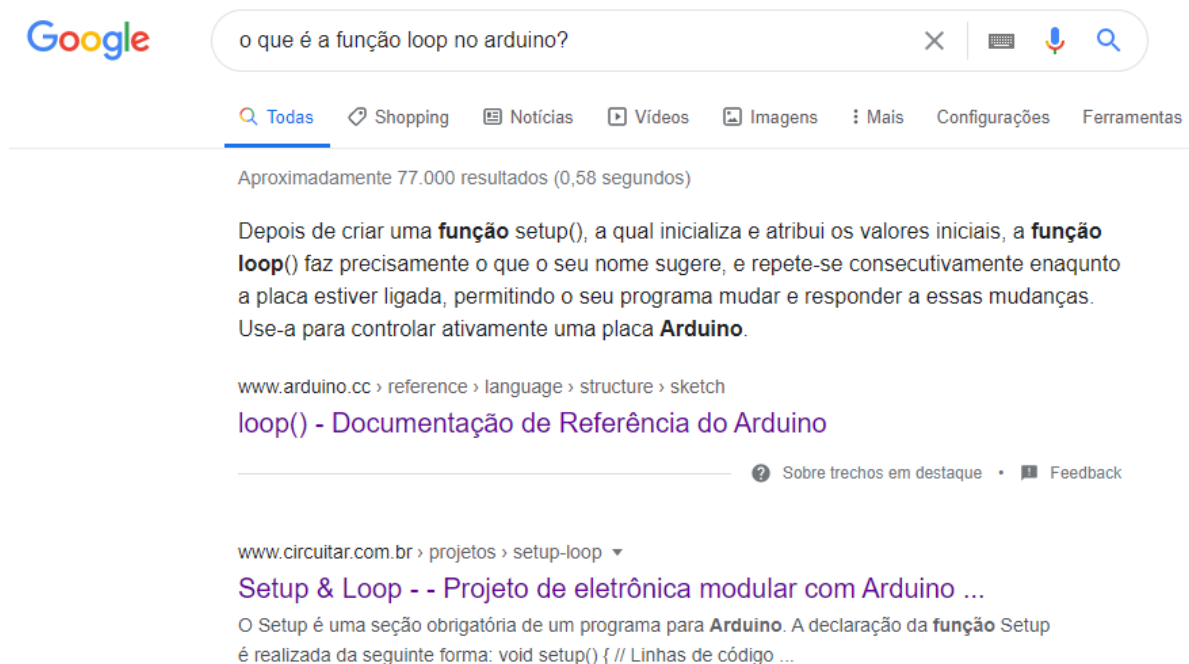 Google
o que é a função loop no arduino?
Todas Shopping Notícias Vídeos Imagens Mais Configurações Ferramentas
Aproximadamente 77.000 resultados (0,58 segundos)
Depois de criar uma função setup(), a qual inicializa e atribui os valores iniciais, a função
loop() faz precisamente o que o seu nome sugere, e repete-se consecutivamente enaqunto
a placa estiver ligada, permitindo o seu programa mudar e responder a essas mudanças.
Use-a para controlar ativamente uma placa Arduino.
www.arduino.cc › reference › language › structure › sketch
loop() - Documentação de Referência do Arduino
Sobre trechos em destaque • Feedback
www.circuitar.com.br › projetos › setup-loop
Setup & Loop - - Projeto de eletrônica modular com Arduino ...
O Setup é uma seção obrigatória de um programa para Arduino. A declaração da função Setup
é realizada da seguinte forma: void setup() { // Linhas de código ...